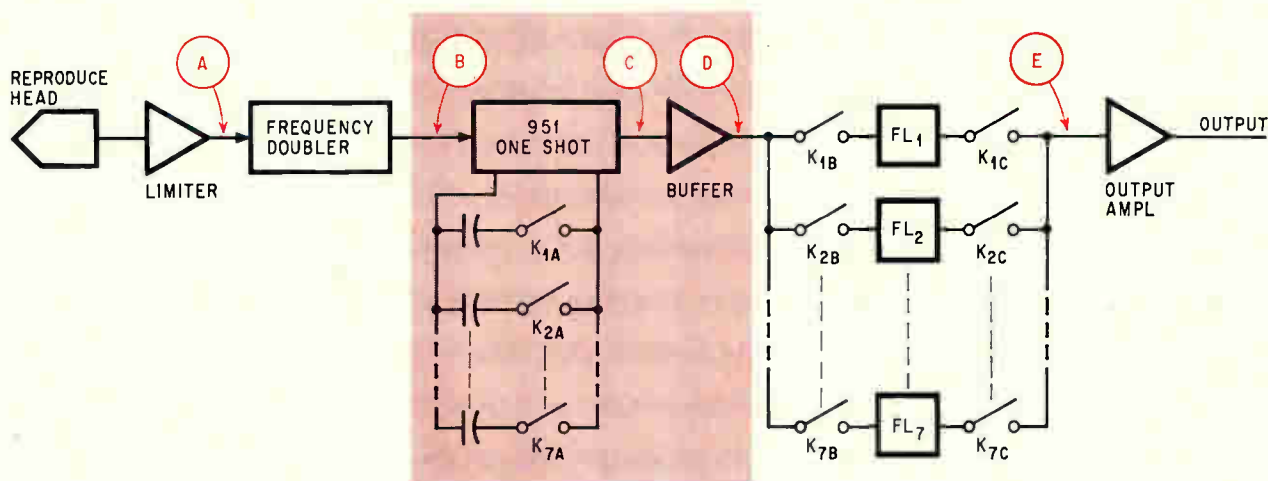 A
B
C
D
E
REPRODUCE
HEAD
LIMITER
FREQUENCY
DOUBLER
951
ONE SHOT
BUFFER
K1B
FL1
K1C
OUTPUT
OUTPUT
AMPL
K1A
K2B
FL2
K2C
K2A
K7A
K7B
FL7
K7C